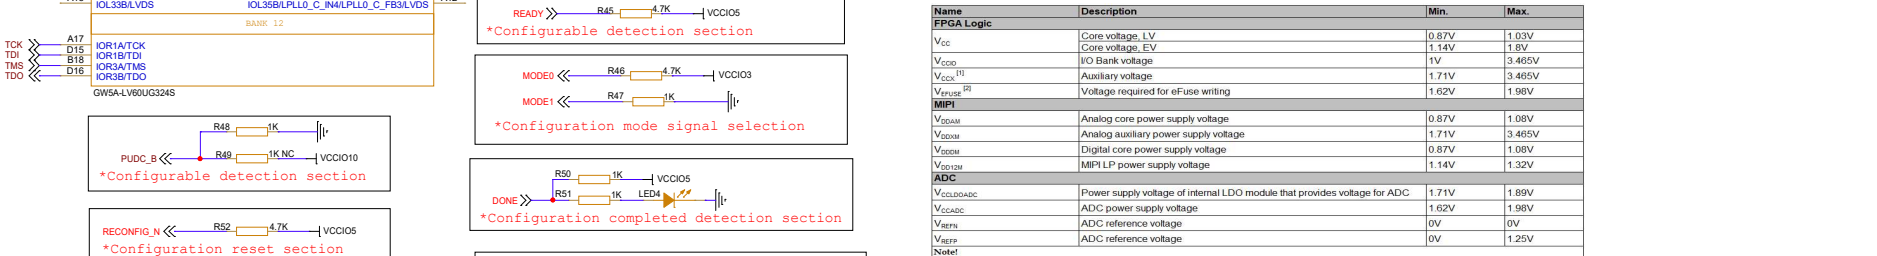 IOL33B/LVDS IOL35B/LPLL0_C_IN4/LPLL0_C_FB3/LVDS
BANK 12
TCK A17 IOR1A/TCK
TDI D15 IOR1B/TDI
TMS B18 IOR3A/TMS
TDO D16 IOR3B/TDO
GW5A-LV60UG324S
R48 1K
PUDC_B R49 1K NC VCCIO10
*Configurable detection section
RECONFIG_N R52 4.7K VCCIO5
*Configuration reset section
READY R45 4.7K VCCIO5
*Configurable detection section
MODE0 R46 4.7K VCCIO3
MODE1 R47 1K
*Configuration mode signal selection
R50 1K VCCIO5
DONE R51 1K LED4
*Configuration completed detection section
Name Description Min. Max.
FPGA Logic
VCC Core voltage, LV 0.87V 1.03V
Core voltage, EV 1.14V 1.8V
VCCIO I/O Bank voltage 1V 3.465V
VCCX [1] Auxiliary voltage 1.71V 3.465V
VEFUSE [2] Voltage required for eFuse writing 1.62V 1.98V
MIPI
VDDAM Analog core power supply voltage 0.87V 1.08V
VDDXM Analog auxiliary power supply voltage 1.71V 3.465V
VDDDM Digital core power supply voltage 0.87V 1.08V
VDD12M MIPI LP power supply voltage 1.14V 1.32V
ADC
VCCLDOADC Power supply voltage of internal LDO module that provides voltage for ADC 1.71V 1.89V
VCCADC ADC power supply voltage 1.62V 1.98V
VREFN ADC reference voltage 0V 0V
VREFP ADC reference voltage 0V 1.25V
Note!